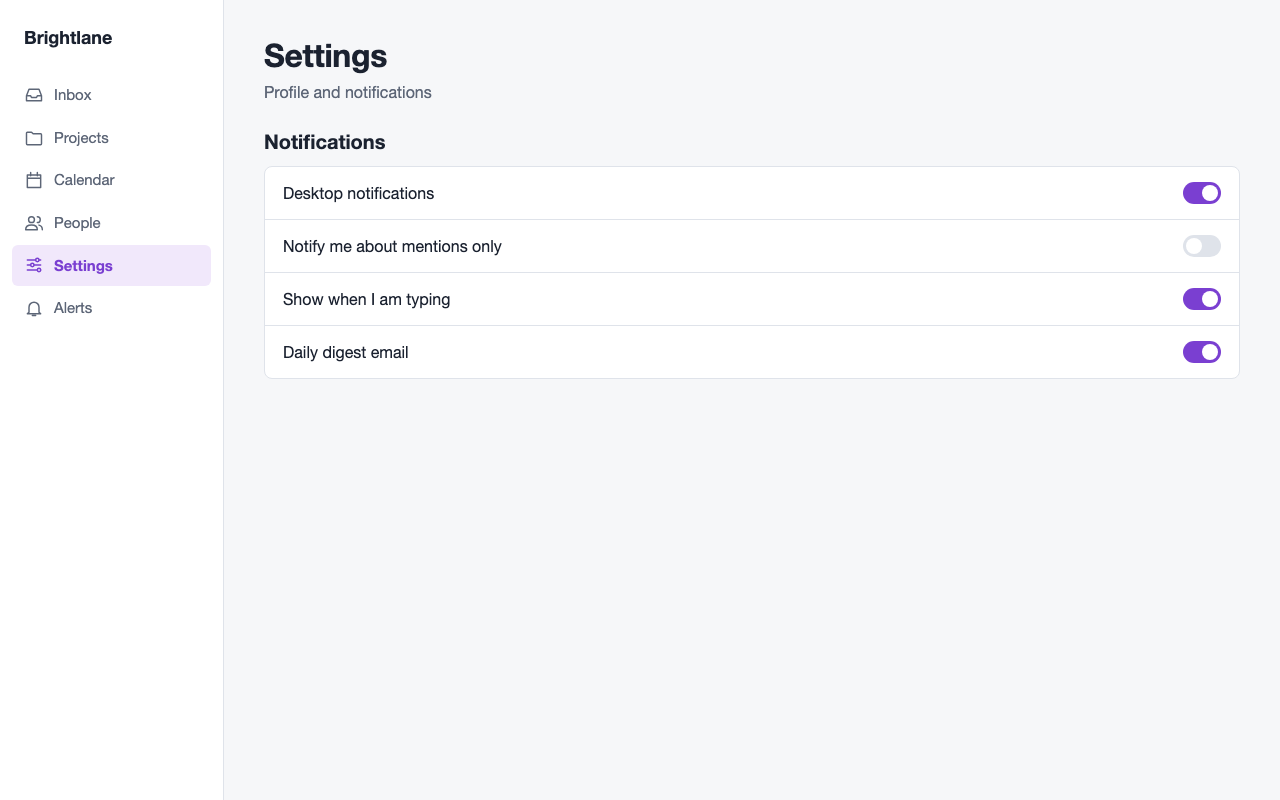 Brightlane
Inbox
Projects
Calendar
People
Settings
Alerts
Settings
Profile and notifications
Notifications
Desktop notifications
Notify me about mentions only
Show when I am typing
Daily digest email